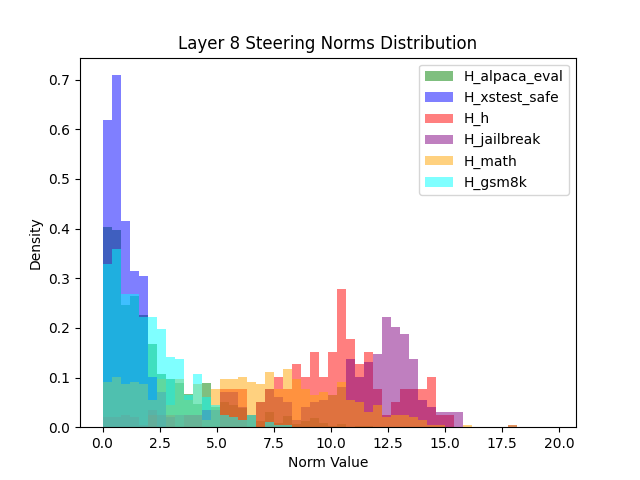 Layer 8 Steering Norms Distribution
H_alpaca_eval
H_xstest_safe
H_h
H_jailbreak
H_math
H_gsm8k
Density
0.7
0.6
0.5
0.4
0.3
0.2
0.1
0.0
0.0 2.5 5.0 7.5 10.0 12.5 15.0 17.5 20.0
Norm Value